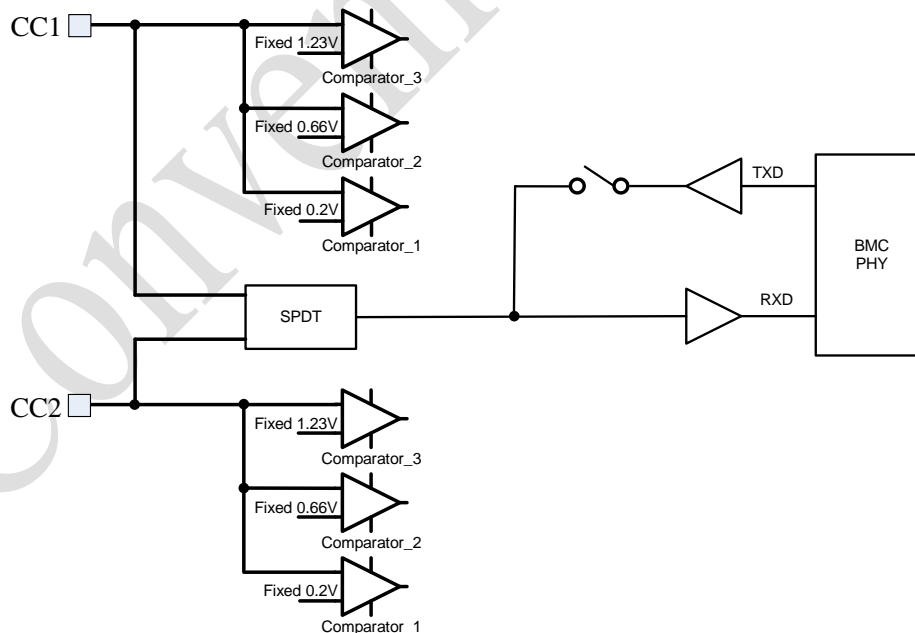 CC1
Fixed 1.23V
Comparator_3
Fixed 0.66V
Comparator_2
Fixed 0.2V
Comparator_1
TXD
BMC
PHY
RXD
SPDT
CC2
Fixed 1.23V
Comparator_3
Fixed 0.66V
Comparator_2
Fixed 0.2V
Comparator_1